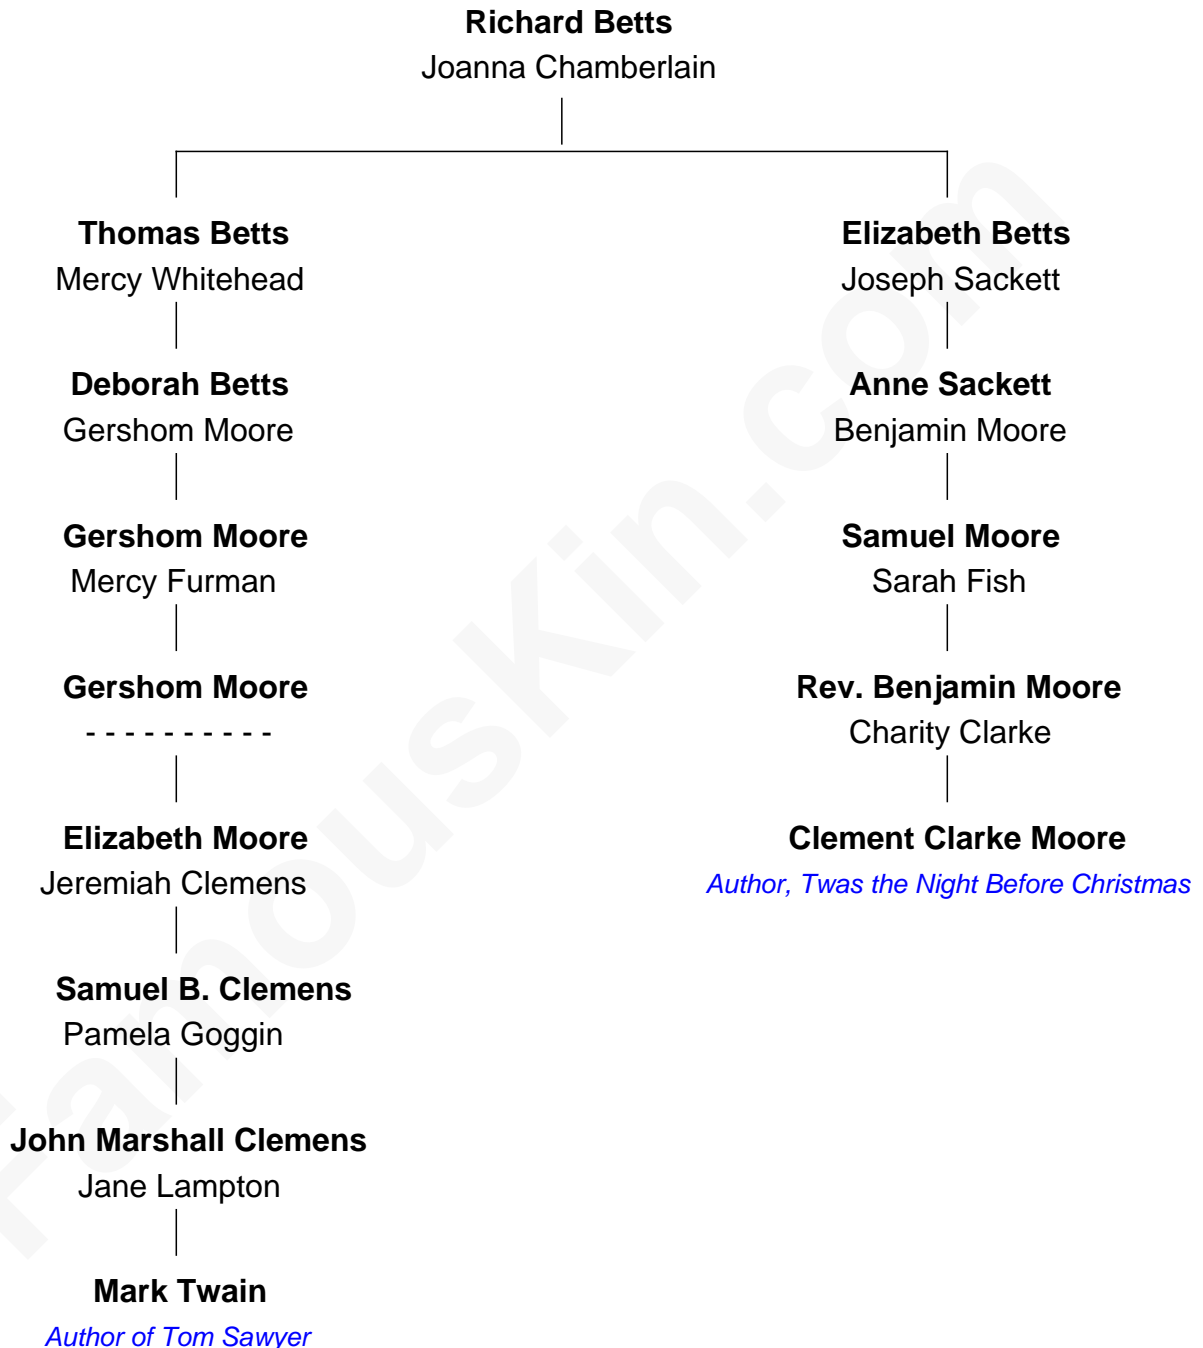 Richard Betts
Joanna Chamberlain
Thomas Betts
Mercy Whitehead
Elizabeth Betts
Joseph Sackett
Deborah Betts
Gershom Moore
Anne Sackett
Benjamin Moore
Gershom Moore
Mercy Furman
Samuel Moore
Sarah Fish
Gershom Moore
- - - - - - - - - -
Rev. Benjamin Moore
Charity Clarke
Elizabeth Moore
Jeremiah Clemens
Clement Clarke Moore
Author, Twas the Night Before Christmas
Samuel B. Clemens
Pamela Goggin
John Marshall Clemens
Jane Lampton
Mark Twain
Author of Tom Sawyer
FamousKin.com